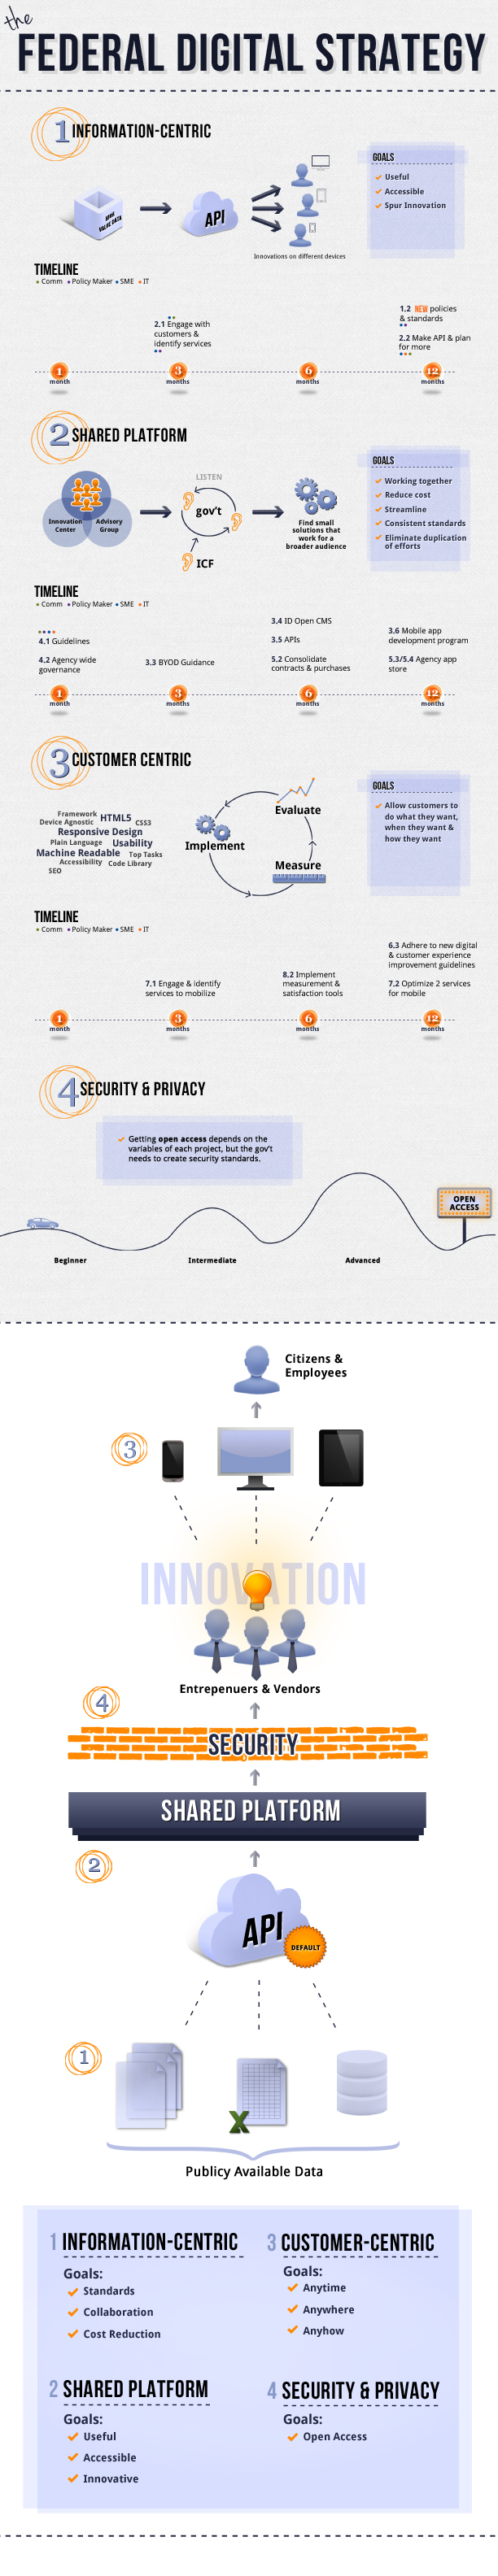 the
FEDERAL DIGITAL STRATEGY
1 INFORMATION-CENTRIC
HIGH
VALUE DATA
API
Innovations on different devices
GOALS
Useful
Accessible
Spur Innovation
TIMELINE
Comm Policy Maker SME IT
2.1 Engage with
customers &
identify services
1.2 NEW policies
& standards
2.2 Make API & plan
for more
1
month
3
months
6
months
12
months
2 SHARED PLATFORM
Innovation
Center
Advisory
Group
LISTEN
gov't
ICF
Find small
solutions that
work for a
broader audience
GOALS
Working together
Reduce cost
Streamline
Consistent standards
Eliminate duplication
of efforts
TIMELINE
Comm Policy Maker SME IT
4.1 Guidelines
4.2 Agency wide
governance
3.3 BYOD Guidance
3.4 ID Open CMS
3.5 APIs
5.2 Consolidate
contracts & purchases
3.6 Mobile app
development program
5.3/5.4 Agency app
store
1
month
3
months
6
months
12
months
3 CUSTOMER CENTRIC
Framework
Device Agnostic HTML5 CSS3
Responsive Design
Plain Language Usability
Machine Readable Top Tasks
Accessibility Code Library
SEO
Evaluate
Implement
Measure
GOALS
Allow customers to
do what they want,
when they want &
how they want
TIMELINE
Comm Policy Maker SME IT
7.1 Engage & identify
services to mobilize
8.2 Implement
measurement &
satisfaction tools
6.3 Adhere to new digital
& customer experience
improvement guidelines
7.2 Optimize 2 services
for mobile
1
month
3
months
6
months
12
months
4 SECURITY & PRIVACY
Getting open access depends on the
variables of each project, but the gov't
needs to create security standards.
OPEN
ACCESS
Beginner
Intermediate
Advanced
Citizens &
Employees
3
INNOVATION
Entrepenuers & Vendors
4
SECURITY
SHARED PLATFORM
2
API
DEFAULT
1
X
Publicy Available Data
1 INFORMATION-CENTRIC
Goals:
Standards
Collaboration
Cost Reduction
3 CUSTOMER-CENTRIC
Goals:
Anytime
Anywhere
Anyhow
2 SHARED PLATFORM
Goals:
Useful
Accessible
Innovative
4 SECURITY & PRIVACY
Goals:
Open Access